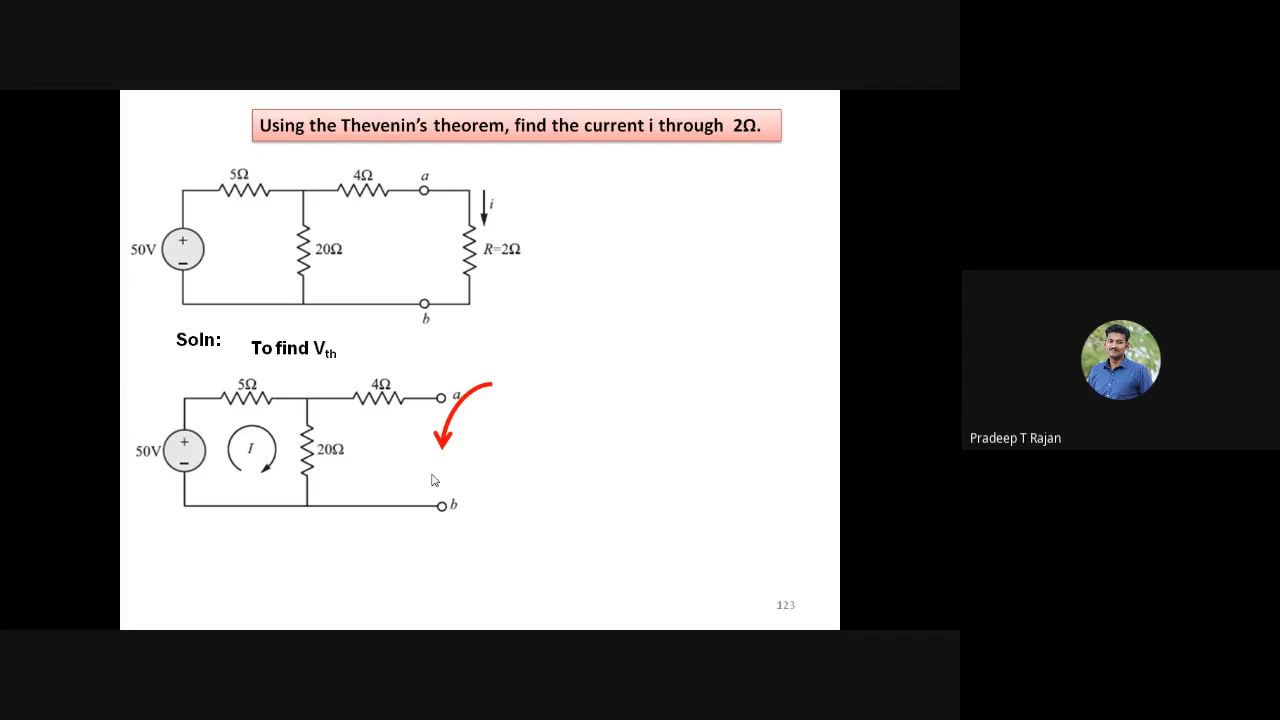 Using the Thevenin's theorem, find the current i through 2Ω.
5Ω
4Ω
a
i
50V
+
20Ω
R=2Ω
b
Soln:
To find Vth
5Ω
4Ω
a
50V
+
I
20Ω
b
123
Pradeep T Rajan